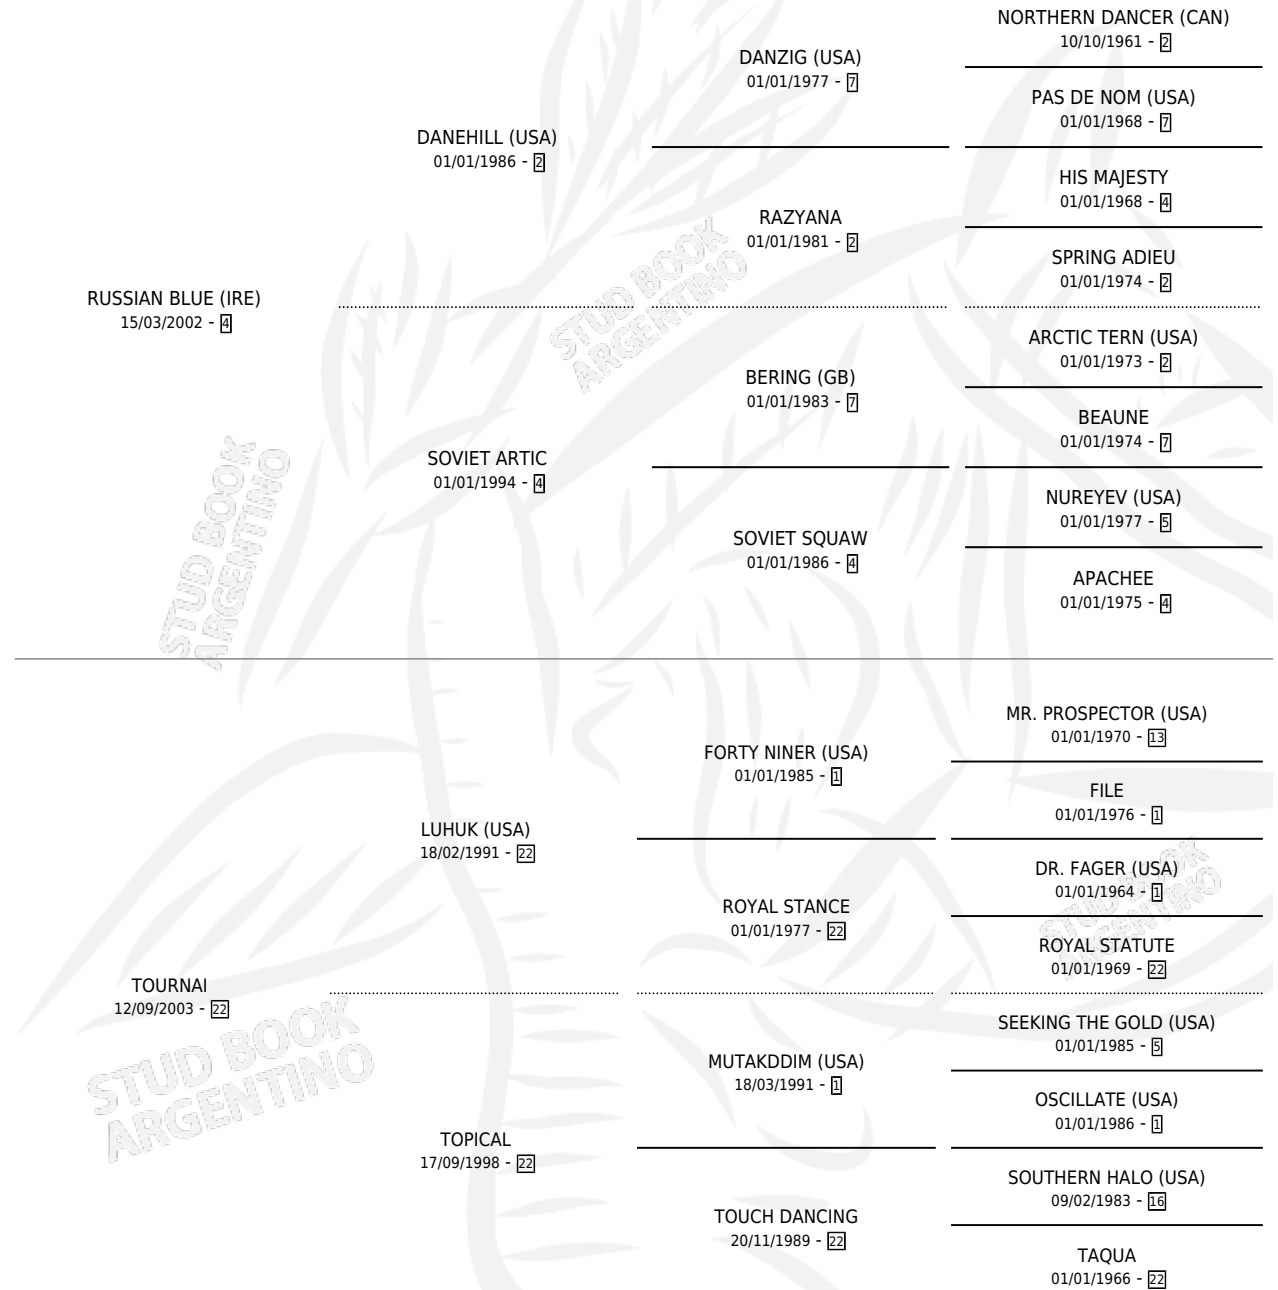 NORTHERN DANCER (CAN)
10/10/1961 - 2
DANZIG (USA)
01/01/1977 - 7
PAS DE NOM (USA)
01/01/1968 - 7
DANEHILL (USA)
01/01/1986 - 2
HIS MAJESTY
01/01/1968 - 4
RAZYANA
01/01/1981 - 2
SPRING ADIEU
01/01/1974 - 2
RUSSIAN BLUE (IRE)
15/03/2002 - 4
STUD BOOK
ARGENTINO
ARCTIC TERN (USA)
01/01/1973 - 2
BERING (GB)
01/01/1983 - 7
BEAUNE
01/01/1974 - 7
SOVIET ARTIC
01/01/1994 - 4
NUREYEV (USA)
01/01/1977 - 5
SOVIET SQUAW
01/01/1986 - 4
APACHEE
01/01/1975 - 4
STUD BOOK
ARGENTINO
MR. PROSPECTOR (USA)
01/01/1970 - 13
FORTY NINER (USA)
01/01/1985 - 1
FILE
01/01/1976 - 1
LUHUK (USA)
18/02/1991 - 22
DR. FAGER (USA)
01/01/1964 - 1
STUD BOOK
ARGENTINO
ROYAL STANCE
01/01/1977 - 22
ROYAL STATUTE
01/01/1969 - 22
TOURNAI
12/09/2003 - 22
SEEKING THE GOLD (USA)
01/01/1985 - 5
STUD BOOK
ARGENTINO
MUTAKDDIM (USA)
18/03/1991 - 1
OSCILLATE (USA)
01/01/1986 - 1
TOPICAL
17/09/1998 - 22
SOUTHERN HALO (USA)
09/02/1983 - 16
TOUCH DANCING
20/11/1989 - 22
TAQUA
01/01/1966 - 22